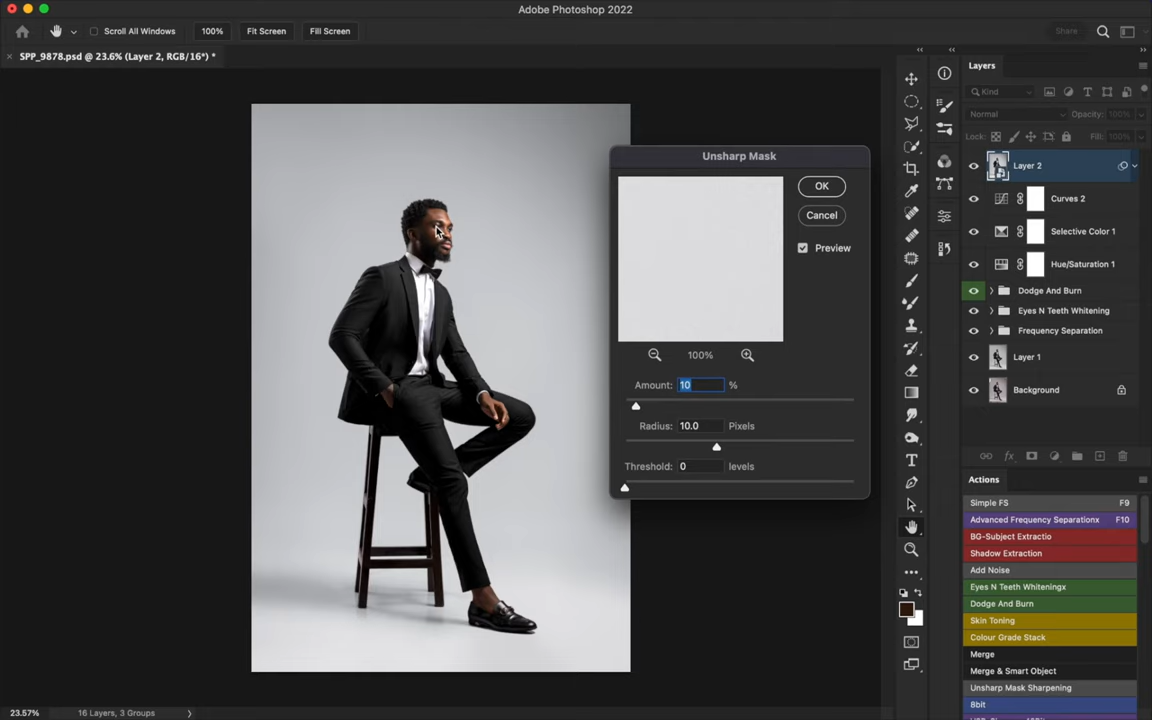 Adobe Photoshop 2022
Scroll All Windows
100%
Fit Screen
Fill Screen
Share
SPP_9878.psd @ 23.6% (Layer 2, RGB/16*) *
Layers
Kind
Normal
Opacity: 100%
Lock:
Fill: 100%
Layer 2
Curves 2
Selective Color 1
Hue/Saturation 1
Dodge And Burn
Eyes N Teeth Whitening
Frequency Separation
Layer 1
Background
fx
Unsharp Mask
OK
Cancel
Preview
100%
Amount: 10 %
Radius: 10.0 Pixels
Threshold: 0 levels
Actions
Simple FS F9
Advanced Frequency Separationx F10
BG-Subject Extractio
Shadow Extraction
Add Noise
Eyes N Teeth Whiteningx
Dodge And Burn
Skin Toning
Colour Grade Stack
Merge
Merge & Smart Object
Unsharp Mask Sharpening
8bit
23.57%
16 Layers, 3 Groups